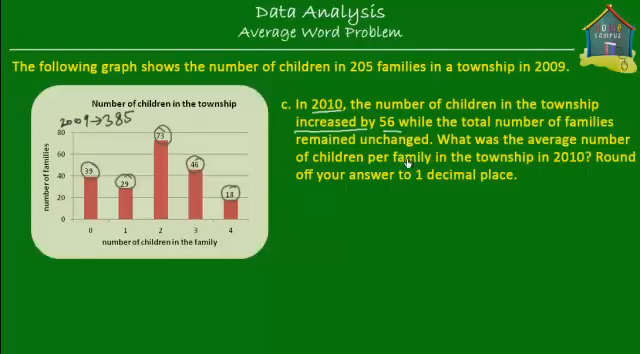 Data Analysis
Average Word Problem
HOME CAMPUS
The following graph shows the number of children in 205 families in a township in 2009.
Number of children in the township
2009→385
number of families
80
60
40
20
0
39
29
73
46
18
0 1 2 3 4
number of children in the family
c. In 2010, the number of children in the township
increased by 56 while the total number of families
remained unchanged. What was the average number
of children per family in the township in 2010? Round
off your answer to 1 decimal place.